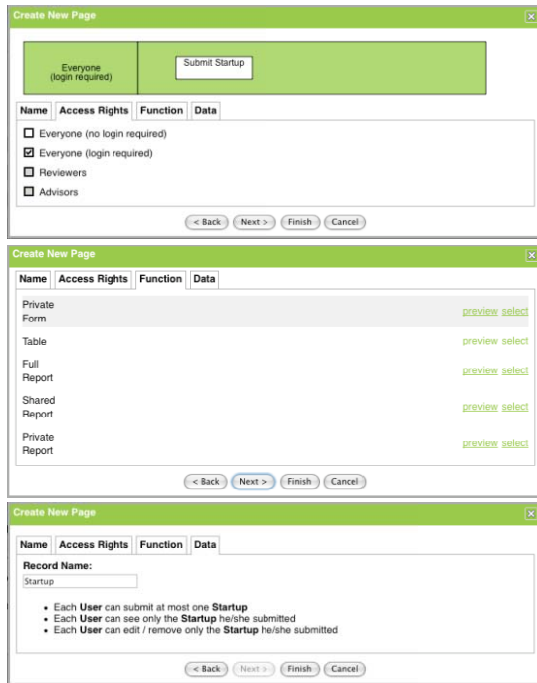 Create New Page
Everyone
(login required)
Submit Startup
Name Access Rights Function Data
Everyone (no login required)
Everyone (login required)
Reviewers
Advisors
< Back Next > Finish Cancel
Create New Page
Name Access Rights Function Data
Private
Form
preview select
Table
preview select
Full
Report
preview select
Shared
Report
preview select
Private
Report
preview select
< Back Next > Finish Cancel
Create New Page
Name Access Rights Function Data
Record Name:
Startup
• Each User can submit at most one Startup
• Each User can see only the Startup he/she submitted
• Each User can edit / remove only the Startup he/she submitted
< Back Next > Finish Cancel